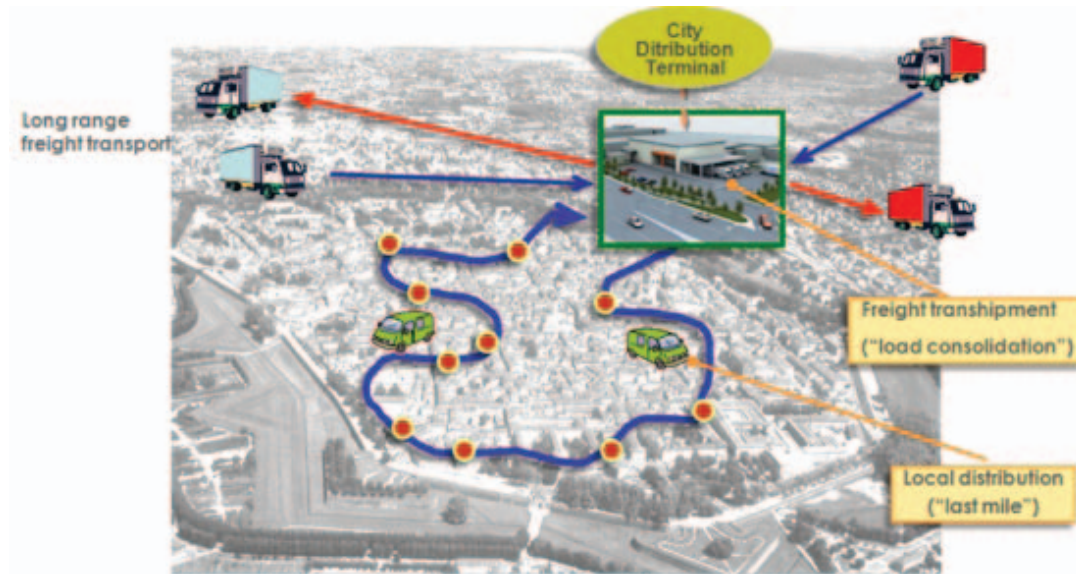 City
Ditribution
Terminal
Long range
freight transport
Freight transhipment
("load consolidation")
Local distribution
("last mile")